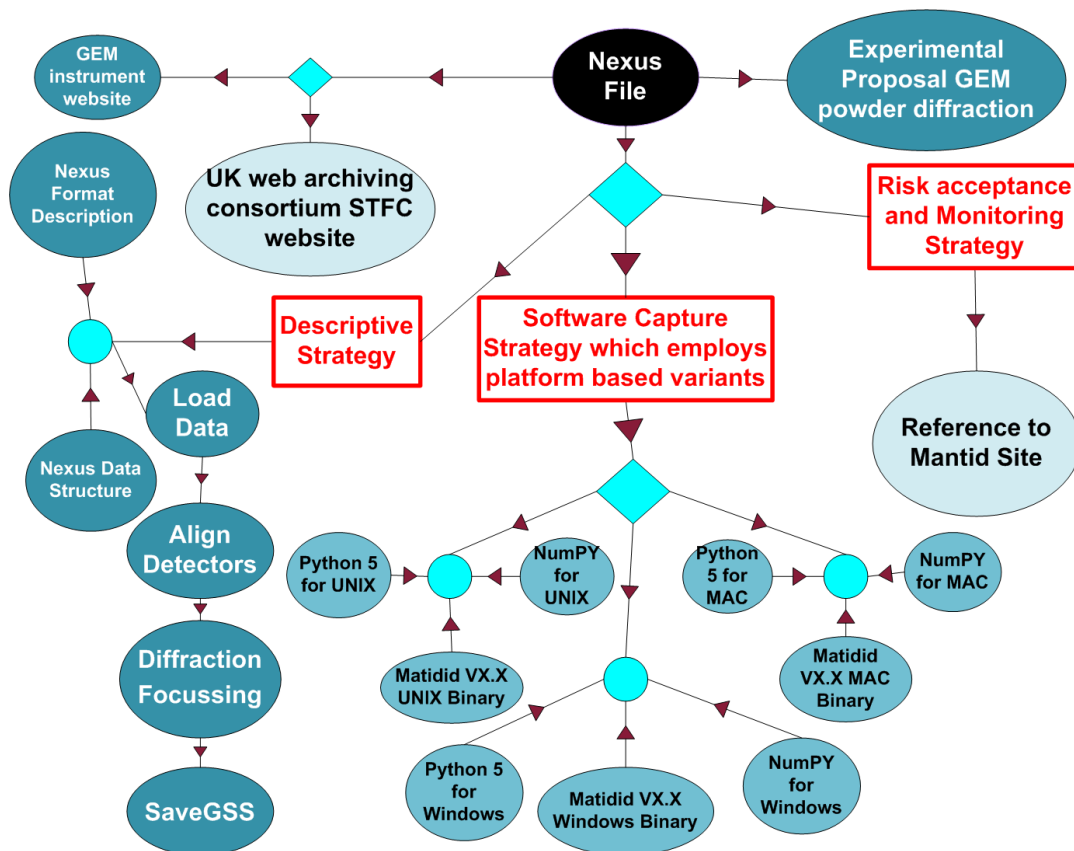 GEM
instrument
website
Nexus
File
Experimental
Proposal GEM
powder diffraction
Nexus
Format
Description
UK web archiving
consortium STFC
website
Risk acceptance
and Monitoring
Strategy
Descriptive
Strategy
Software Capture
Strategy which employs
platform based variants
Load
Data
Reference to
Mantid Site
Nexus Data
Structure
Align
Detectors
Python 5
for UNIX
NumPY
for
UNIX
Python
5 for
MAC
NumPY
for MAC
Diffraction
Focussing
Matidid VX.X
UNIX Binary
Matidid
VX.X MAC
Binary
Python 5
for
Windows
Matidid VX.X
Windows Binary
NumPY
for
Windows
SaveGSS